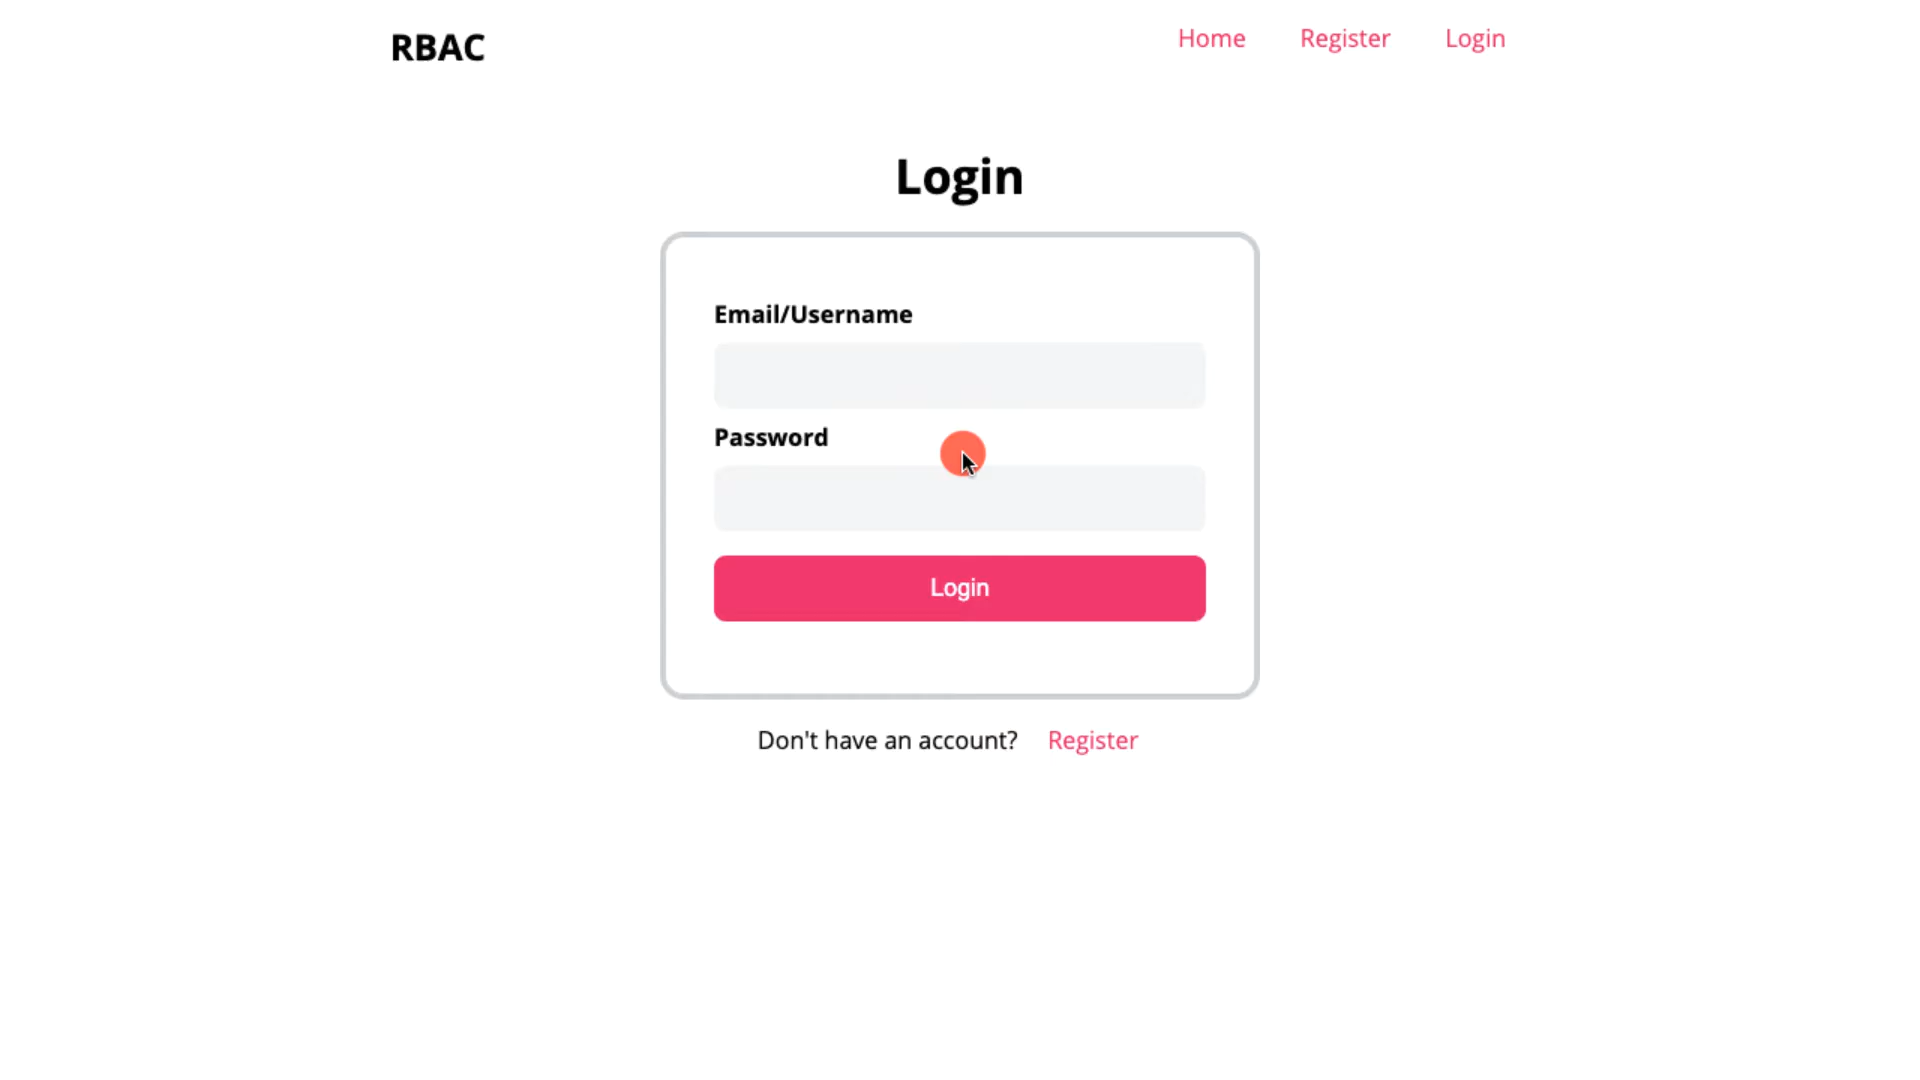 RBAC
Home Register Login
Login
Email/Username
Password
Login
Don't have an account? Register